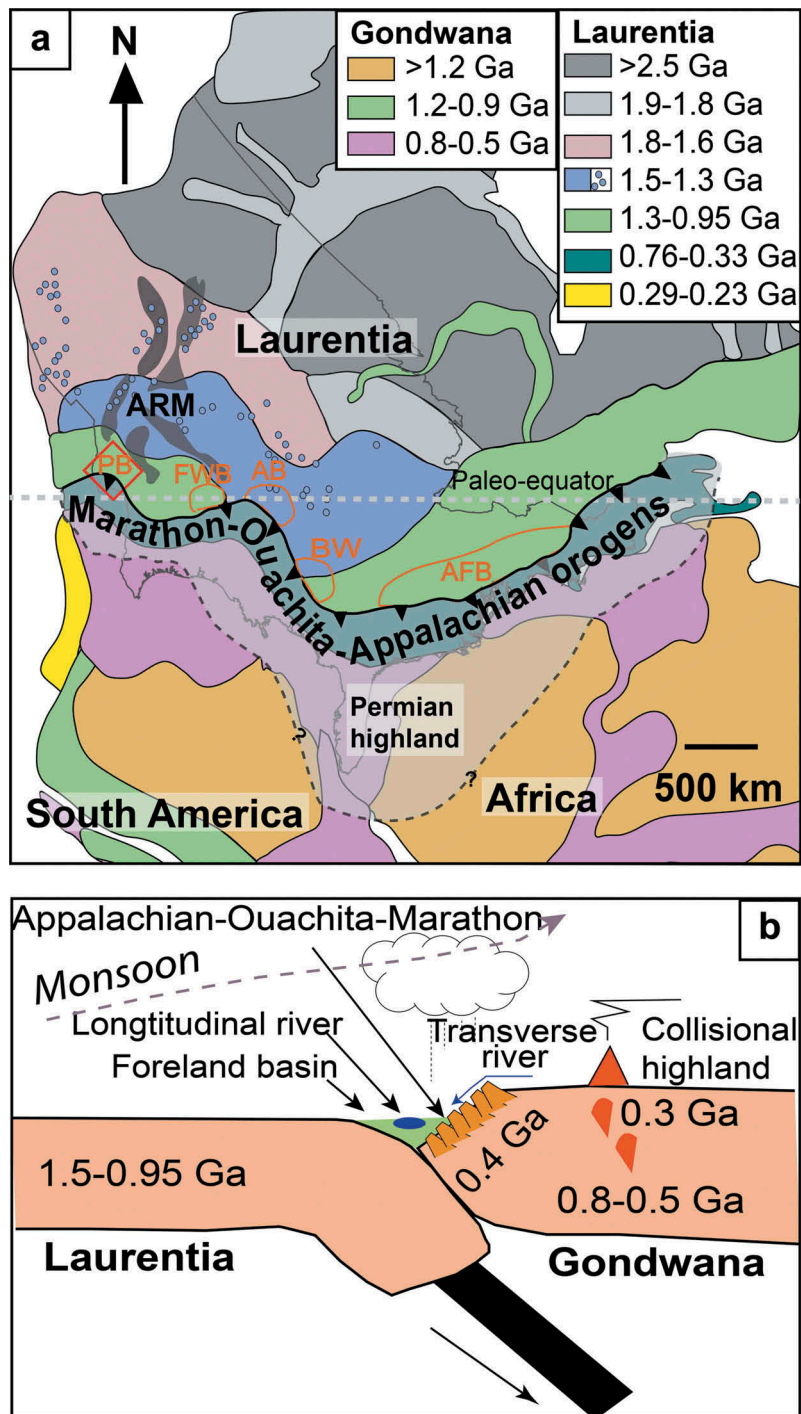 a
N
Gondwana
>1.2 Ga
1.2-0.9 Ga
0.8-0.5 Ga
Laurentia
>2.5 Ga
1.9-1.8 Ga
1.8-1.6 Ga
1.5-1.3 Ga
1.3-0.95 Ga
0.76-0.33 Ga
0.29-0.23 Ga
Laurentia
ARM
PB
FWB
AB
Paleo-equator
BW
AFB
Marathon-Ouachita-Appalachian orogens
Permian
highland
?
?
500 km
South America
Africa
b
Appalachian-Ouachita-Marathon
Monsoon
Longtitudinal river
Foreland basin
Transverse
river
Collisional
highland
0.4 Ga
0.3 Ga
1.5-0.95 Ga
0.8-0.5 Ga
Laurentia
Gondwana